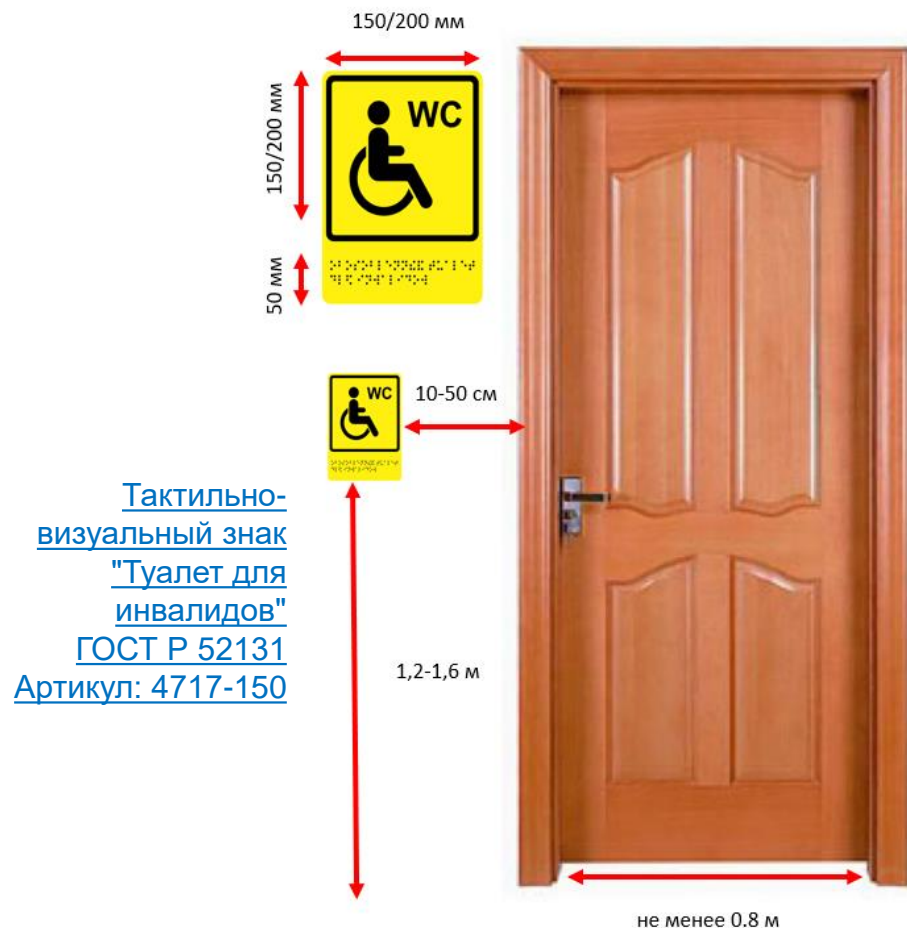 150/200 мм
150/200 мм
WC
50 мм
WC
10-50 см
Тактильно-
визуальный знак
"Туалет для
инвалидов"
ГОСТ Р 52131
Артикул: 4717-150
1,2-1,6 м
не менее 0,8 м